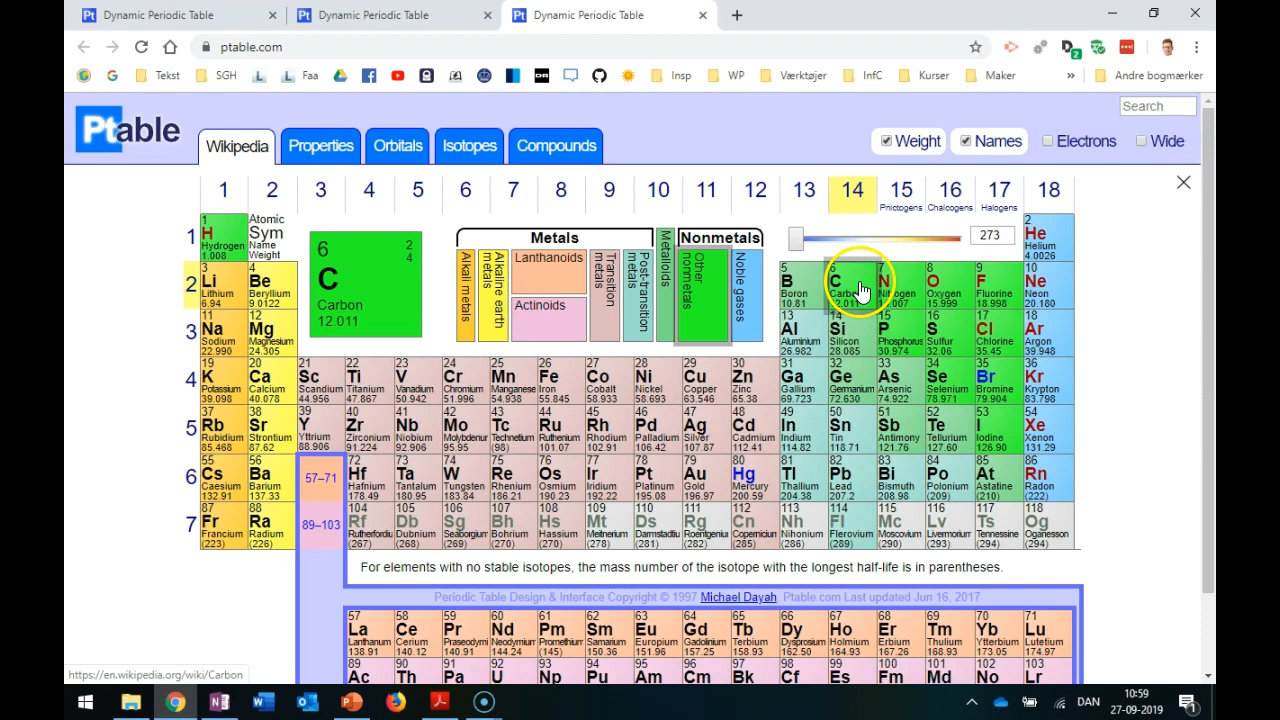 Dynamic Periodic Table
Dynamic Periodic Table
Dynamic Periodic Table
ptable.com
Tekst SGH Faa Insp WP Værktøjer InfC Kurser Maker » Andre bogmærker
Search
Ptable Wikipedia Properties Orbitals Isotopes Compounds Weight Names Electrons Wide
1 2 3 4 5 6 7 8 9 10 11 12 13 14 15 16 17 18
Pnictogens Chalcogens Halogens
1
1 H Hydrogen 1.008
Atomic Sym Name Weight
6 C Carbon 12.011 2 4
Metals
Nonmetals
Alkali metals
Alkaline earth metals
Lanthanoids
Actinoids
Transition metals
Post-transition metals
Metalloids
Other nonmetals
Noble gases
273
2 He Helium 4.0026
2
3 Li Lithium 6.94
4 Be Beryllium 9.0122
5 B Boron 10.81
6 C
7 N
8 O Oxygen 15.999
9 F Fluorine 18.998
10 Ne Neon 20.180
3
11 Na Sodium 22.990
12 Mg Magnesium 24.305
13 Al Aluminium 26.982
14 Si Silicon 28.085
15 P Phosphorus 30.974
16 S Sulfur 32.06
17 Cl Chlorine 35.45
18 Ar Argon 39.948
4
19 K Potassium 39.098
20 Ca Calcium 40.078
21 Sc Scandium 44.956
22 Ti Titanium 47.867
23 V Vanadium 50.942
24 Cr Chromium 51.996
25 Mn Manganese 54.938
26 Fe Iron 55.845
27 Co Cobalt 58.933
28 Ni Nickel 58.693
29 Cu Copper 63.546
30 Zn Zinc 65.38
31 Ga Gallium 69.723
32 Ge Germanium 72.630
33 As Arsenic 74.922
34 Se Selenium 78.971
35 Br Bromine 79.904
36 Kr Krypton 83.798
5
37 Rb Rubidium 85.468
38 Sr Strontium 87.62
39 Y Yttrium 88.906
40 Zr Zirconium 91.224
41 Nb Niobium 92.906
42 Mo Molybdenur 95.95
43 Tc Technetium (98)
44 Ru Ruthenium 101.07
45 Rh Rhodium 102.91
46 Pd Palladium 106.42
47 Ag Silver 107.87
48 Cd Cadmium 112.41
49 In Indium 114.82
50 Sn Tin 118.71
51 Sb Antimony 121.76
52 Te Tellurium 127.60
53 I Iodine 126.90
54 Xe Xenon 131.29
6
55 Cs Caesium 132.91
56 Ba Barium 137.33
57–71
72 Hf Hafnium 178.49
73 Ta Tantalum 180.95
74 W Tungsten 183.84
75 Re Rhenium 186.21
76 Os Osmium 190.23
77 Ir Iridium 192.22
78 Pt Platinum 195.08
79 Au Gold 196.97
80 Hg Mercury 200.59
81 Tl Thallium 204.38
82 Pb Lead 207.2
83 Bi Bismuth 208.98
84 Po Polonium (209)
85 At Astatine (210)
86 Rn Radon (222)
7
87 Fr Francium (223)
88 Ra Radium (226)
89–103
104 Rf Rutherfordiu (267)
105 Db Dubnium (268)
106 Sg Seaborgium (269)
107 Bh Bohrium (270)
108 Hs Hassium (270)
109 Mt Meitnerium (278)
110 Ds Darmstadtiu (281)
111 Rg Roentgeniu (282)
112 Cn Copernicium (285)
113 Nh Nihonium (286)
114 Fl Flerovium (289)
115 Mc Moscovium (290)
116 Lv Livermorium (293)
117 Ts Tennessine (294)
118 Og Oganesson (294)
For elements with no stable isotopes, the mass number of the isotope with the longest half-life is in parentheses.
Periodic Table Design & Interface Copyright © 1997 Michael Dayah. Ptable.com Last updated Jun 16, 2017
57 La Lanthanum 138.91
58 Ce Cerium 140.12
59 Pr Praseodymi 140.91
60 Nd Neodymium 144.24
61 Pm Promethium (145)
62 Sm Samarium 150.36
63 Eu Europium 151.96
64 Gd Gadolinium 157.25
65 Tb Terbium 158.93
66 Dy Dysprosium 162.50
67 Ho Holmium 164.93
68 Er Erbium 167.26
69 Tm Thulium 168.93
70 Yb Ytterbium 173.05
71 Lu Lutetium 174.97
89 Ac
90 Th
91 Pa
92 U
93 Np
94 Pu
95 Am
96 Cm
97 Bk
98 Cf
99 Es
100 Fm
101 Md
102 No
103 Lr
https://en.wikipedia.org/wiki/Carbon
DAN
10:59
27-09-2019